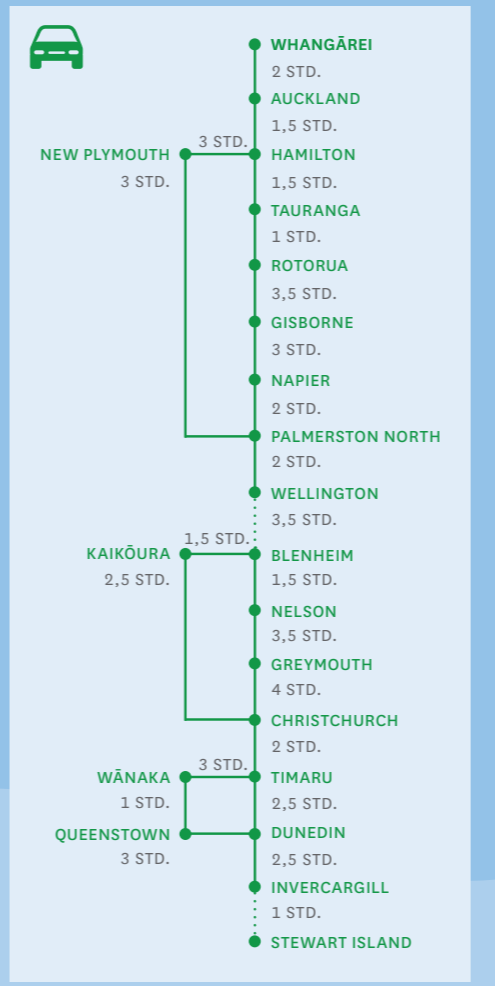 WHANGĀREI
2 STD.
AUCKLAND
1,5 STD.
3 STD.
NEW PLYMOUTH
HAMILTON
3 STD.
1,5 STD.
TAURANGA
1 STD.
ROTORUA
3,5 STD.
GISBORNE
3 STD.
NAPIER
2 STD.
PALMERSTON NORTH
2 STD.
WELLINGTON
3,5 STD.
1,5 STD.
KAIKŌURA
BLENHEIM
2,5 STD.
1,5 STD.
NELSON
3,5 STD.
GREYMOUTH
4 STD.
CHRISTCHURCH
2 STD.
3 STD.
WĀNAKA
TIMARU
1 STD.
2,5 STD.
QUEENSTOWN
DUNEDIN
3 STD.
2,5 STD.
INVERCARGILL
1 STD.
STEWART ISLAND